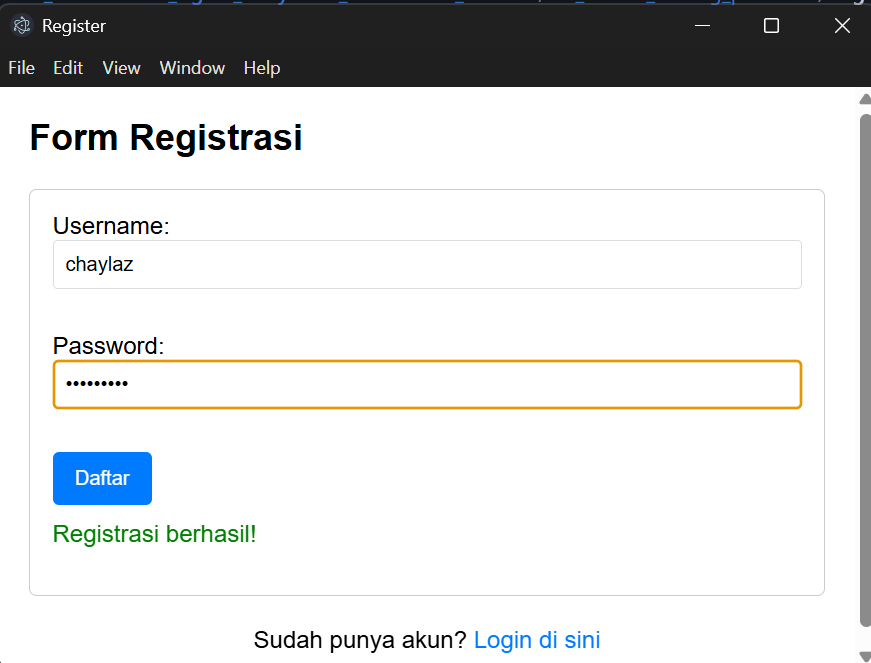 Register
File Edit View Window Help
Form Registrasi
Username:
chaylaz
Password:
•••••••••
Daftar
Registrasi berhasil!
Sudah punya akun? Login di sini